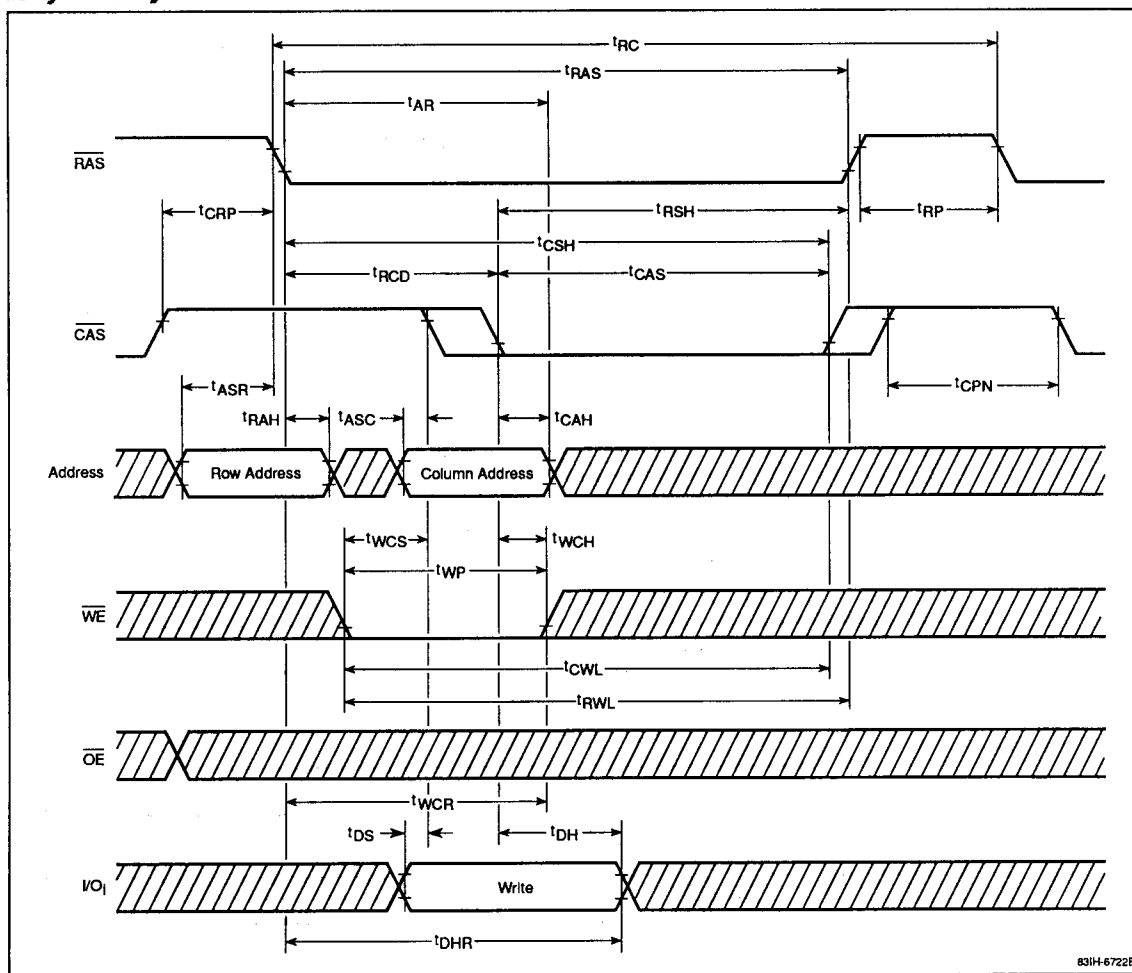 tRC
tRAS
tAR
RAS
tCRP
tRSH
tRP
tCSH
tRCD
tCAS
CAS
tASR
tCPN
tRAH
tASC
tCAH
Address
Row Address
Column Address
tWCS
tWCH
tWP
WE
tCWL
tRWL
OE
tWCR
tDS
tDH
I/Oi
Write
tDHR
83IH-6722B